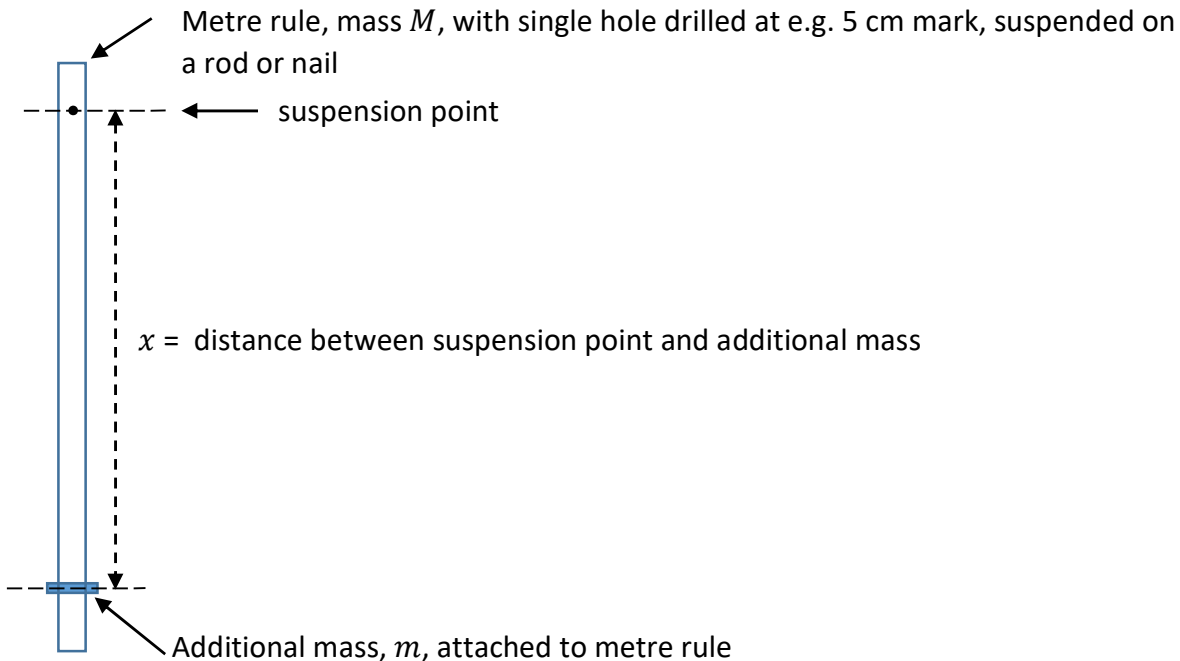 Metre rule, mass 𝑀, with single hole drilled at e.g. 5 cm mark, suspended on
a rod or nail
suspension point
𝑥 = distance between suspension point and additional mass
Additional mass, 𝑚, attached to metre rule